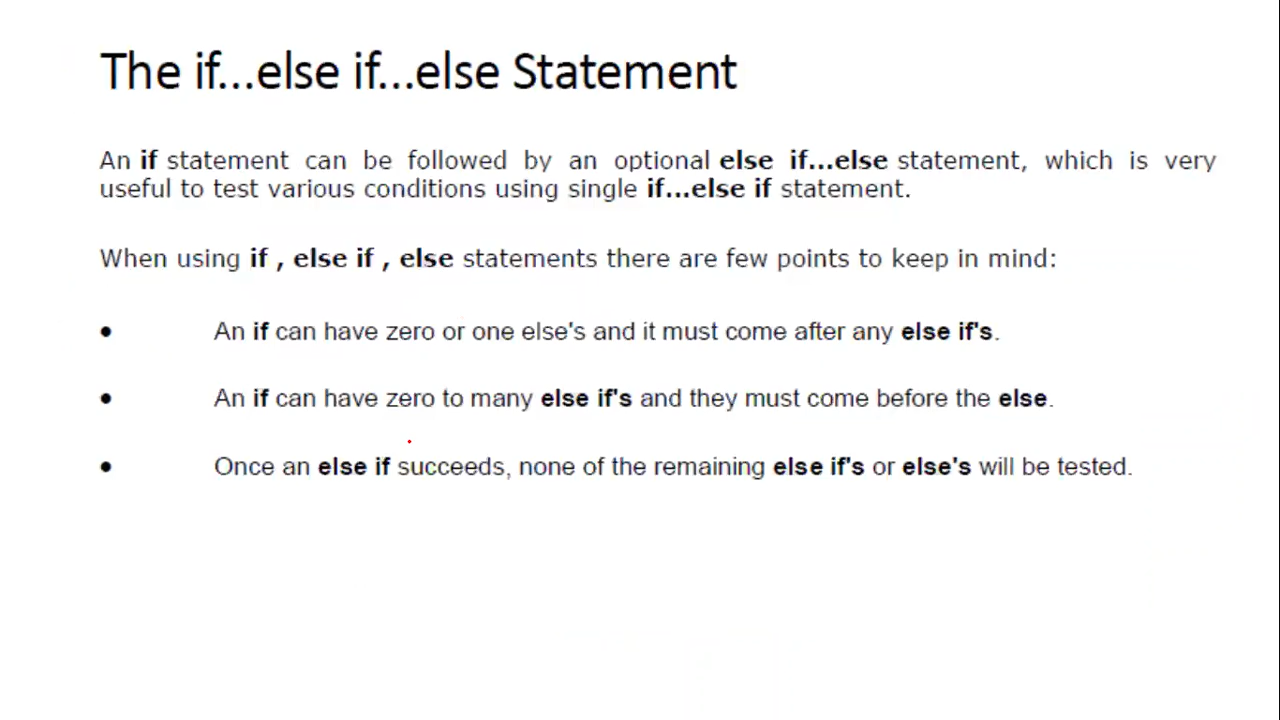 The if...else if...else Statement
An if statement can be followed by an optional else if...else statement, which is very
useful to test various conditions using single if...else if statement.
When using if , else if , else statements there are few points to keep in mind:
• An if can have zero or one else's and it must come after any else if's.
• An if can have zero to many else if's and they must come before the else.
• Once an else if succeeds, none of the remaining else if's or else's will be tested.